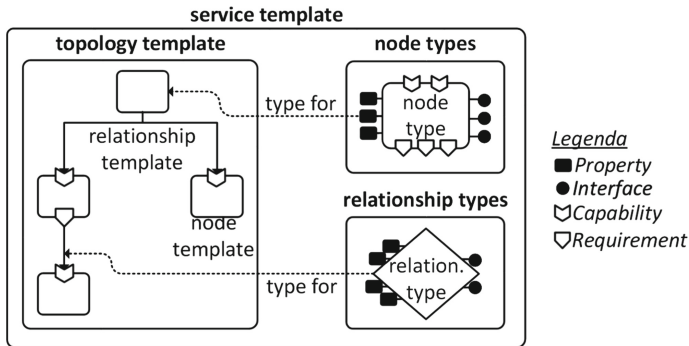 service template
topology template
node types
type for
node
type
relationship
template
node
template
relationship types
relation.
type
type for
Legenda
Property
Interface
Capability
Requirement